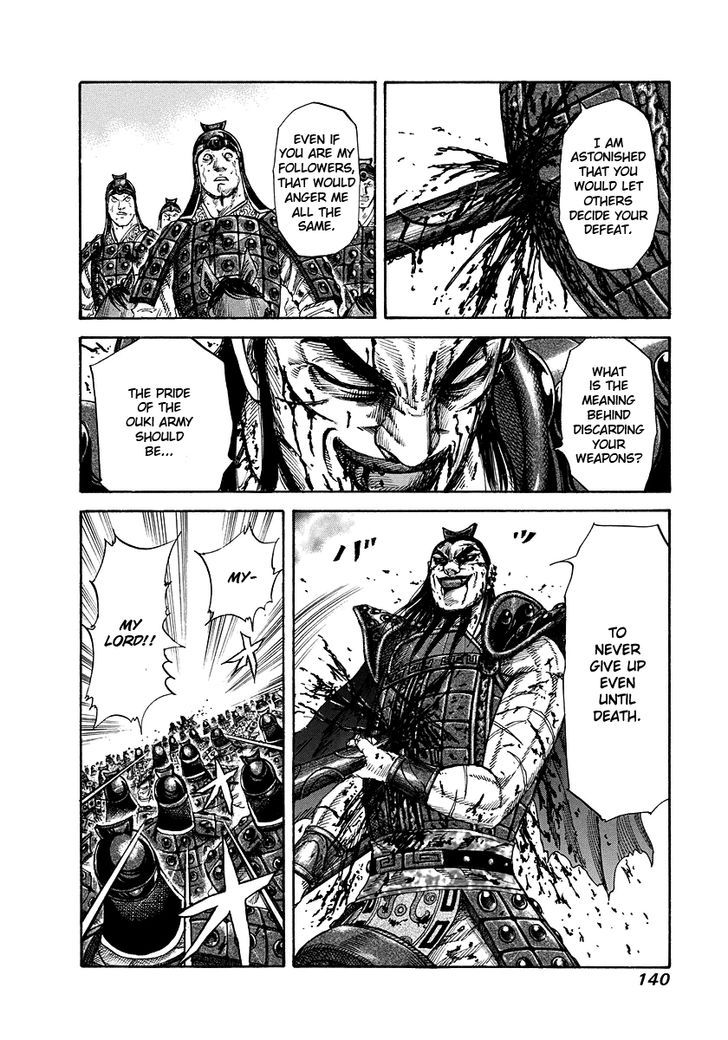 I AM
ASTONISHED
THAT YOU
WOULD LET
OTHERS
DECIDE YOUR
DEFEAT.
EVEN IF
YOU ARE MY
FOLLOWERS,
THAT WOULD
ANGER ME
ALL THE
SAME.
WHAT
IS THE
MEANING
BEHIND
DISCARDING
YOUR
WEAPONS?
THE PRIDE
OF THE
OUKI ARMY
SHOULD
BE...
TO
NEVER
GIVE UP
EVEN
UNTIL
DEATH.
バ
ッ
MY-
MY
LORD!!
140